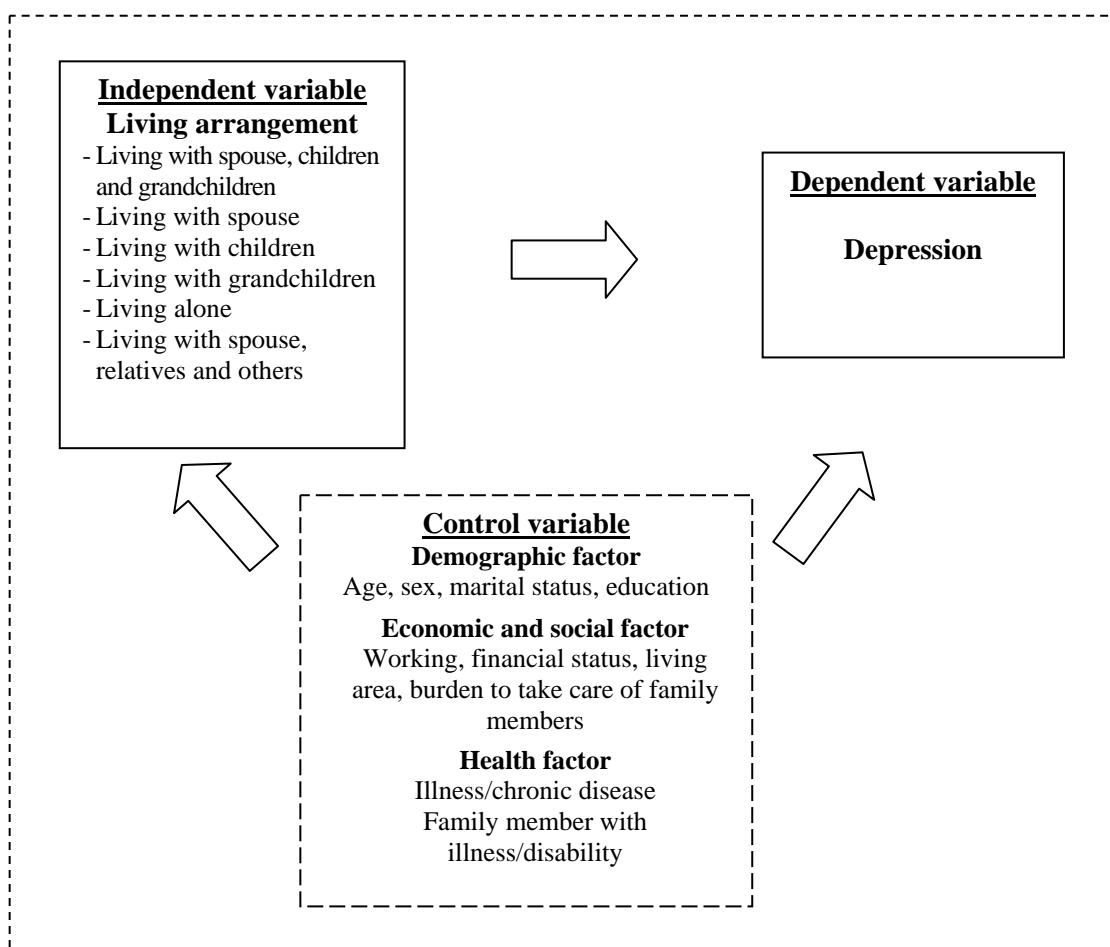 Independent variable
Living arrangement
- Living with spouse, children
and grandchildren
- Living with spouse
- Living with children
- Living with grandchildren
- Living alone
- Living with spouse,
relatives and others
Dependent variable
Depression
Control variable
Demographic factor
Age, sex, marital status, education
Economic and social factor
Working, financial status, living
area, burden to take care of family
members
Health factor
Illness/chronic disease
Family member with
illness/disability